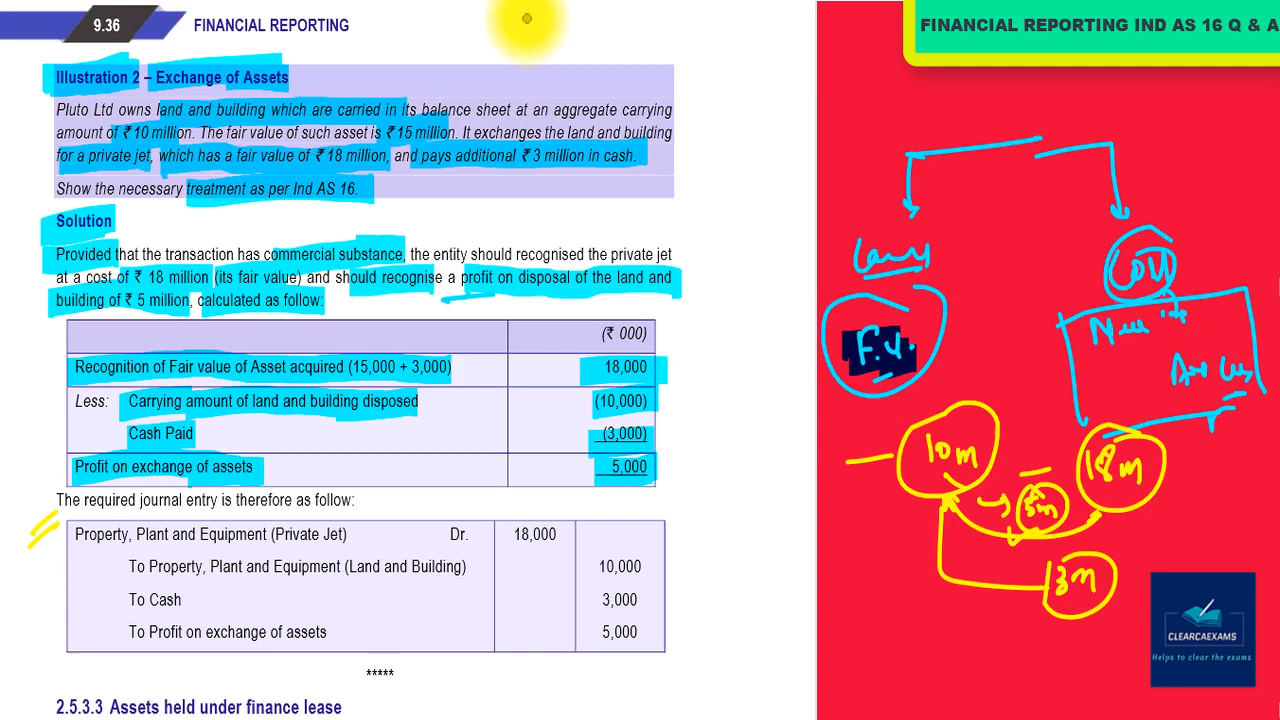 9.36 FINANCIAL REPORTING
Illustration 2 – Exchange of Assets
Pluto Ltd owns land and building which are carried in its balance sheet at an aggregate carrying
amount of ₹ 10 million. The fair value of such asset is ₹ 15 million. It exchanges the land and building
for a private jet, which has a fair value of ₹ 18 million, and pays additional ₹ 3 million in cash.
Show the necessary treatment as per Ind AS 16.
Solution
Provided that the transaction has commercial substance, the entity should recognised the private jet
at a cost of ₹ 18 million (its fair value) and should recognise a profit on disposal of the land and
building of ₹ 5 million, calculated as follow:
(₹ 000)
Recognition of Fair value of Asset acquired (15,000 + 3,000) 18,000
Less: Carrying amount of land and building disposed (10,000)
Cash Paid (3,000)
Profit on exchange of assets 5,000
The required journal entry is therefore as follow:
Property, Plant and Equipment (Private Jet) Dr. 18,000
To Property, Plant and Equipment (Land and Building) 10,000
To Cash 3,000
To Profit on exchange of assets 5,000
*****
2.5.3.3 Assets held under finance lease
FINANCIAL REPORTING IND AS 16 Q & A
F.V.
10m
18m
5m
3m
CLEARCAEXAMS
Helps to clear the exams